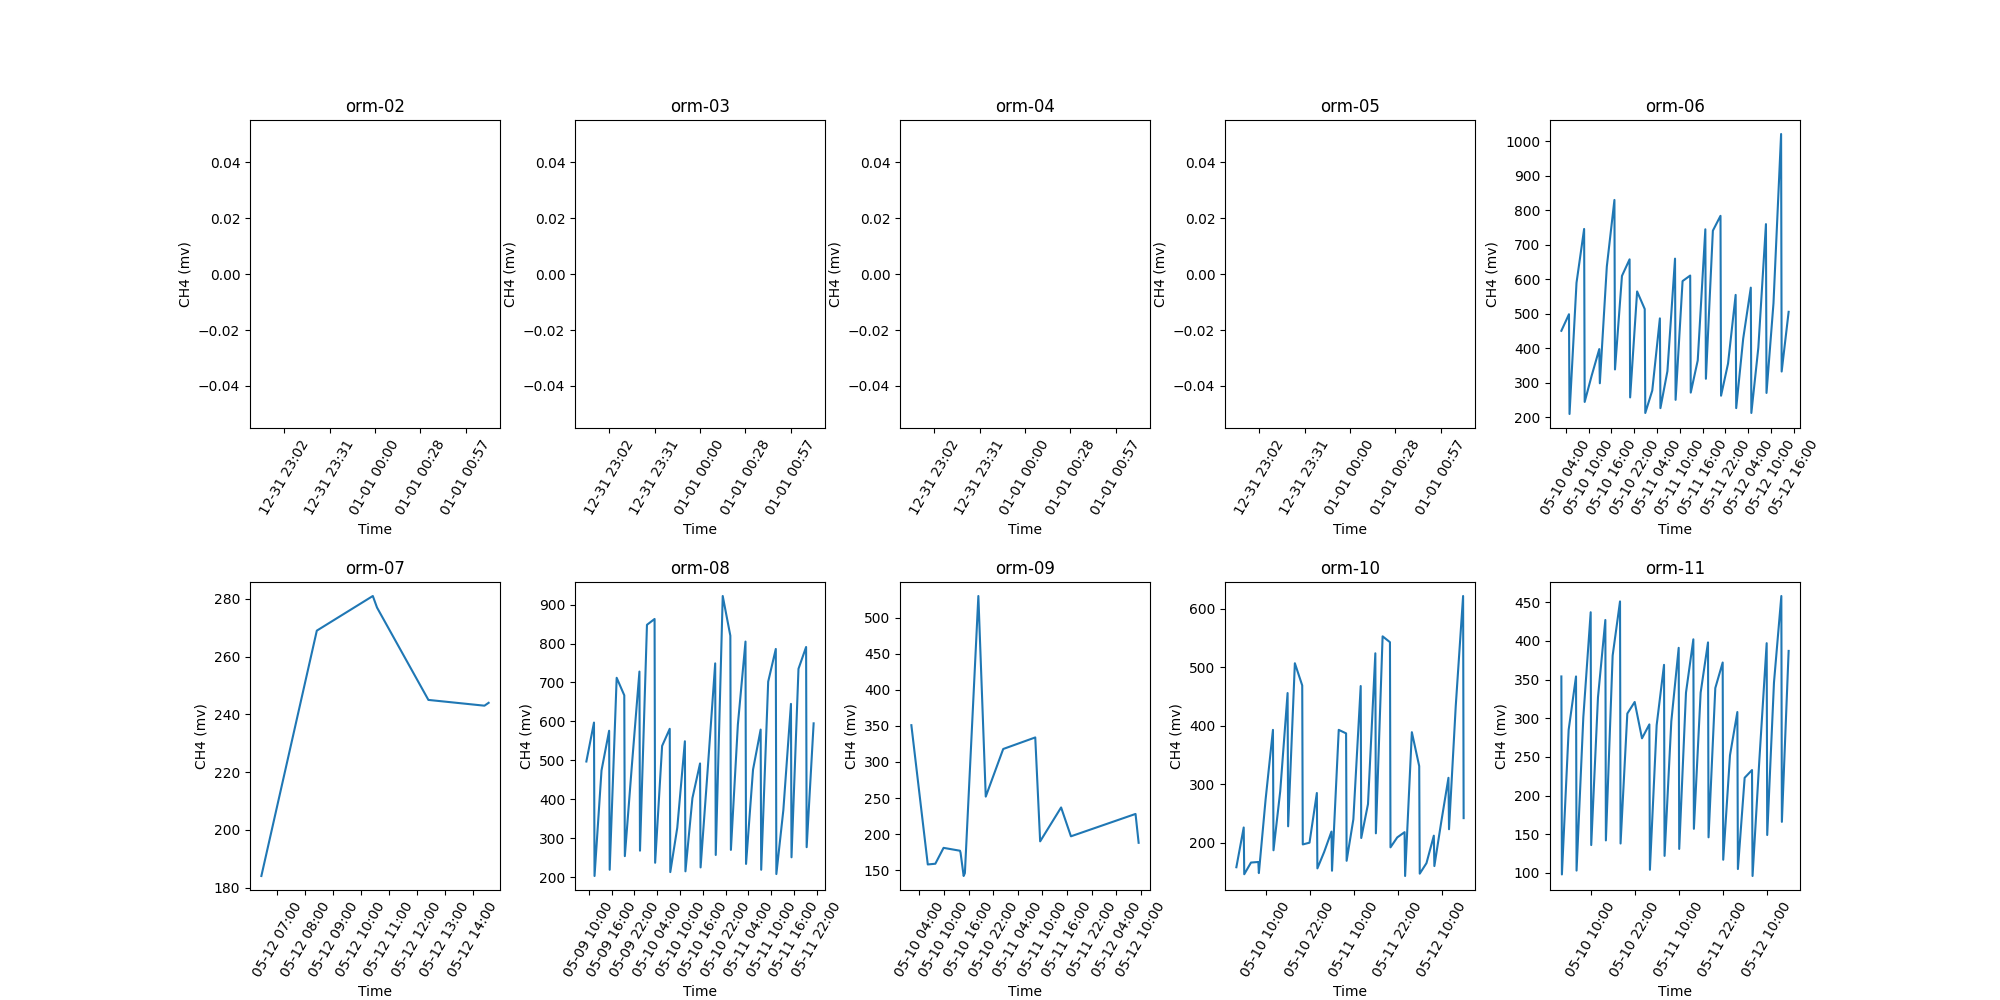 orm-02 orm-03 orm-04 orm-05 orm-06
CH4 (mv) 0.04 0.02 0.00 −0.02 −0.04
12-31 23:02 12-31 23:31 01-01 00:00 01-01 00:28 01-01 00:57
Time
CH4 (mv) 0.04 0.02 0.00 −0.02 −0.04
12-31 23:02 12-31 23:31 01-01 00:00 01-01 00:28 01-01 00:57
Time
CH4 (mv) 0.04 0.02 0.00 −0.02 −0.04
12-31 23:02 12-31 23:31 01-01 00:00 01-01 00:28 01-01 00:57
Time
CH4 (mv) 0.04 0.02 0.00 −0.02 −0.04
12-31 23:02 12-31 23:31 01-01 00:00 01-01 00:28 01-01 00:57
Time
CH4 (mv) 1000 900 800 700 600 500 400 300 200
05-10 04:00 05-10 10:00 05-10 16:00 05-10 22:00 05-11 04:00 05-11 10:00 05-11 16:00 05-11 22:00 05-12 04:00 05-12 10:00 05-12 16:00
Time
orm-07 orm-08 orm-09 orm-10 orm-11
CH4 (mv) 280 260 240 220 200 180
05-12 07:00 05-12 08:00 05-12 09:00 05-12 10:00 05-12 11:00 05-12 12:00 05-12 13:00 05-12 14:00
Time
CH4 (mv) 900 800 700 600 500 400 300 200
05-09 10:00 05-09 16:00 05-09 22:00 05-10 04:00 05-10 10:00 05-10 16:00 05-10 22:00 05-11 04:00 05-11 10:00 05-11 16:00 05-11 22:00
Time
CH4 (mv) 500 450 400 350 300 250 200 150
05-10 04:00 05-10 10:00 05-10 16:00 05-10 22:00 05-11 04:00 05-11 10:00 05-11 16:00 05-11 22:00 05-12 04:00 05-12 10:00
Time
CH4 (mv) 600 500 400 300 200
05-10 10:00 05-10 22:00 05-11 10:00 05-11 22:00 05-12 10:00
Time
CH4 (mv) 450 400 350 300 250 200 150 100
05-10 10:00 05-10 22:00 05-11 10:00 05-11 22:00 05-12 10:00
Time